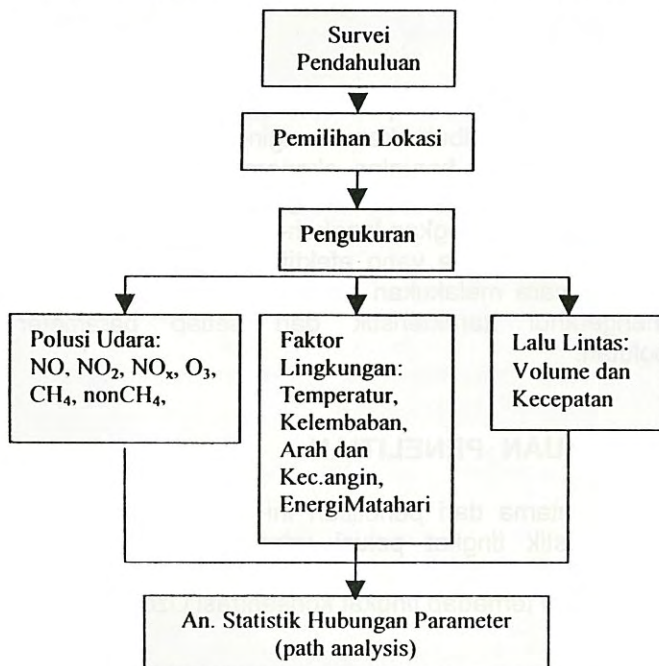 Survei
Pendahuluan
Pemilihan Lokasi
Pengukuran
Polusi Udara:
NO, NO₂, NOₓ, O₃,
CH₄, nonCH₄,
Faktor
Lingkungan:
Temperatur,
Kelembaban,
Arah dan
Kec.angin,
EnergiMatahari
Lalu Lintas:
Volume dan
Kecepatan
An. Statistik Hubungan Parameter
(path analysis)